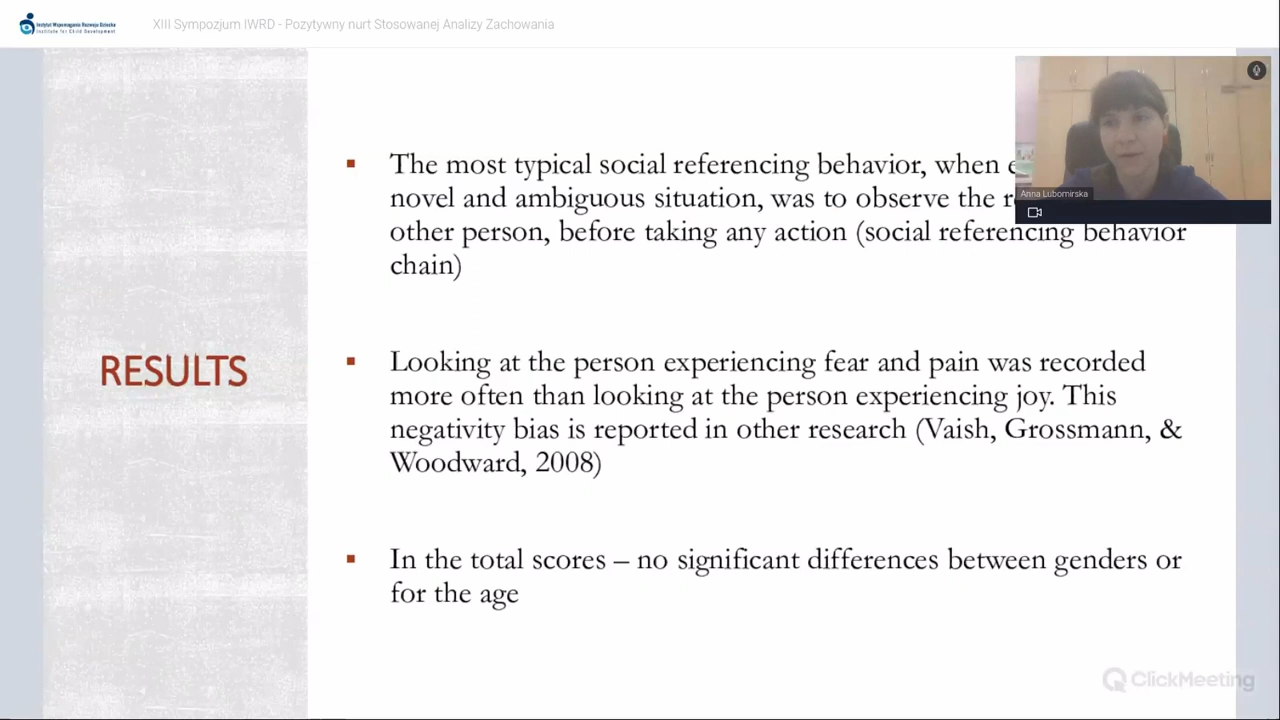 Instytut Wspomagania Rozwoju Dziecka
Institute for Child Development
XIII Sympozjum IWRD - Pozytywny nurt Stosowanej Analizy Zachowania
Anna Lubomirska
RESULTS
▪ The most typical social referencing behavior, when
novel and ambiguous situation, was to observe the
other person, before taking any action (social referencing behavior
chain)
▪ Looking at the person experiencing fear and pain was recorded
more often than looking at the person experiencing joy. This
negativity bias is reported in other research (Vaish, Grossmann, &
Woodward, 2008)
▪ In the total scores – no significant differences between genders or
for the age
ClickMeeting